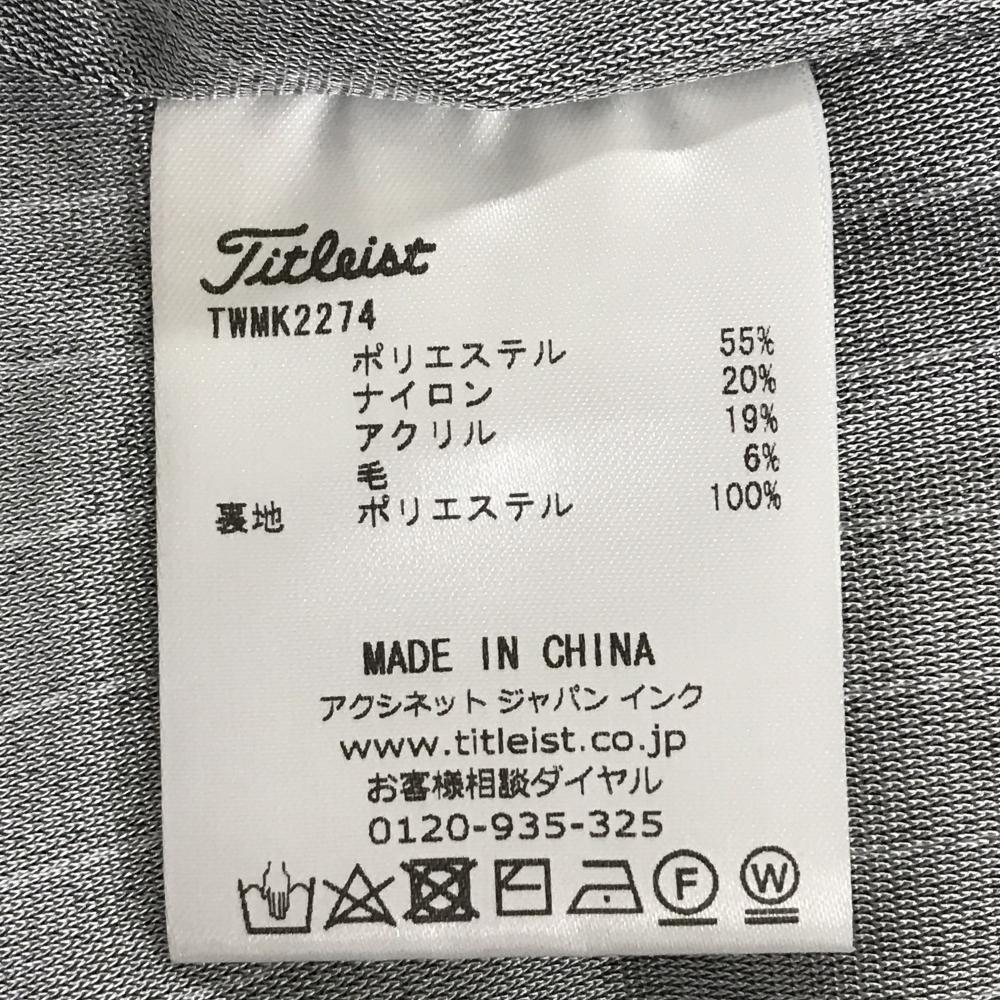 Titleist
TWMK2274
ポリエステル 55%
ナイロン 20%
アクリル 19%
毛 6%
裏地 ポリエステル 100%
MADE IN CHINA
アクシネット ジャパン インク
www.titleist.co.jp
お客様相談ダイヤル
0120-935-325
F W